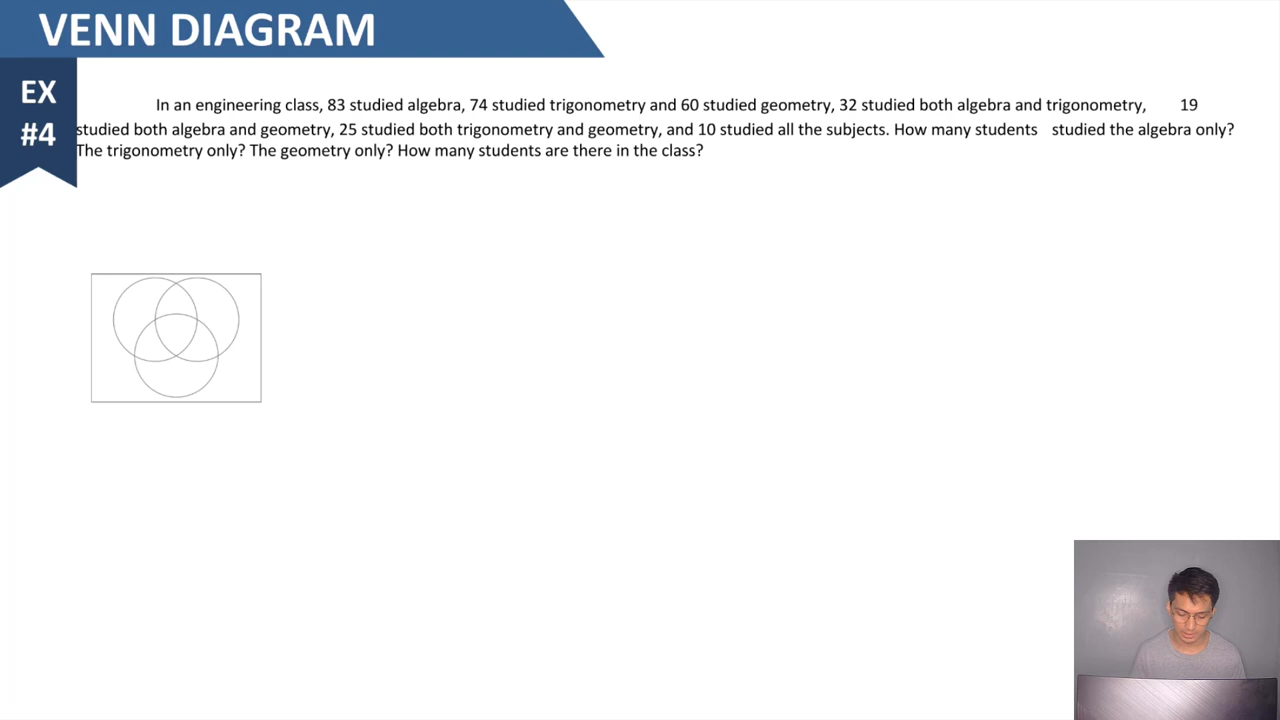 VENN DIAGRAM
EX
#4
In an engineering class, 83 studied algebra, 74 studied trigonometry and 60 studied geometry, 32 studied both algebra and trigonometry, 19
studied both algebra and geometry, 25 studied both trigonometry and geometry, and 10 studied all the subjects. How many students studied the algebra only?
The trigonometry only? The geometry only? How many students are there in the class?